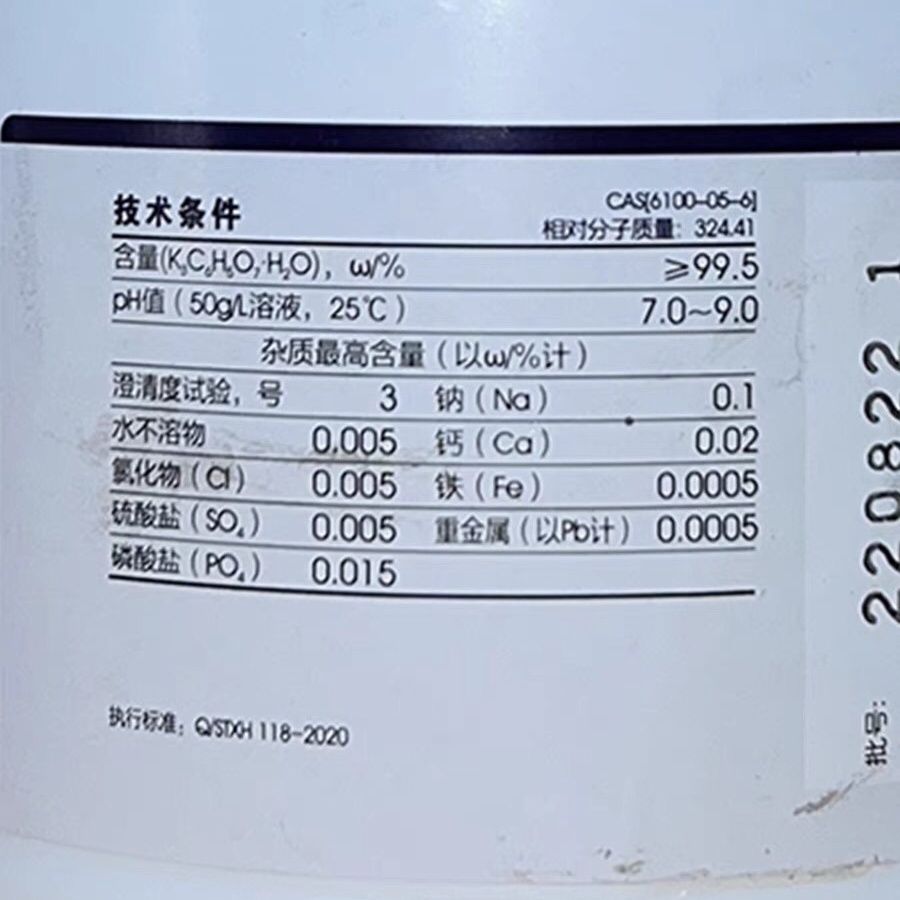 技术条件
CAS[6100-05-6]
相对分子质量: 324.41
含量(K₃C₆H₅O₇·H₂O), ω/% ≥99.5
pH值(50g/L溶液, 25℃) 7.0~9.0
杂质最高含量(以ω/%计)
澄清度试验, 号 3 钠(Na) 0.1
水不溶物 0.005 钙(Ca) 0.02
氯化物(Cl) 0.005 铁(Fe) 0.0005
硫酸盐(SO₄) 0.005 重金属(以Pb计) 0.0005
磷酸盐(PO₄) 0.015
执行标准: Q/STXH 118-2020
批号: 220822 1